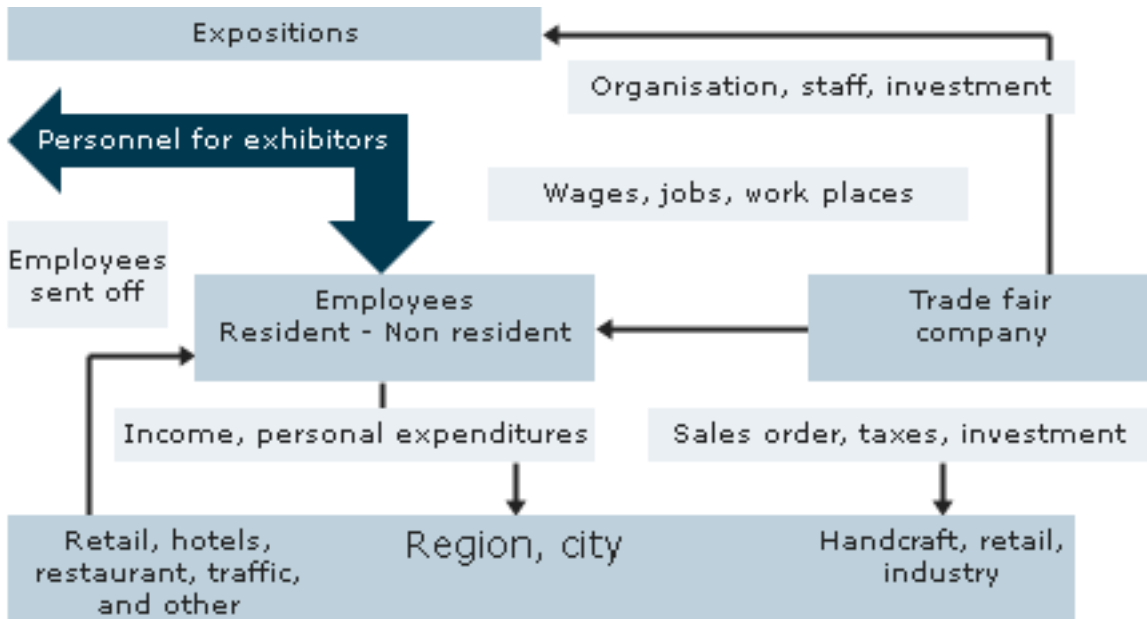 Expositions
Organisation, staff, investment
Personnel for exhibitors
Wages, jobs, work places
Employees
sent off
Employees
Resident - Non resident
Trade fair
company
Income, personal expenditures
Sales order, taxes, investment
Retail, hotels,
restaurant, traffic,
and other
Region, city
Handcraft, retail,
industry